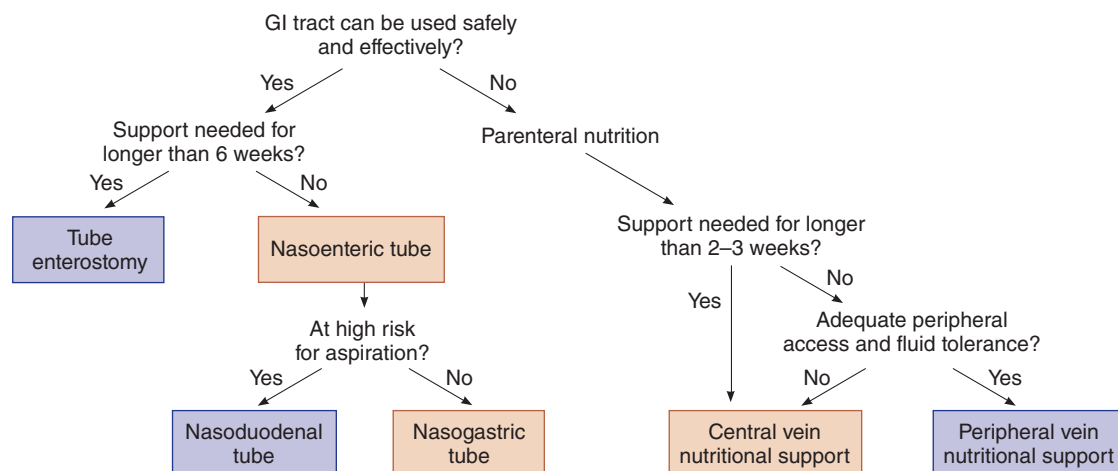 GI tract can be used safely
and effectively?
Yes
No
Support needed for
longer than 6 weeks?
Parenteral nutrition
Yes
No
Tube
enterostomy
Nasoenteric tube
Support needed for longer
than 2–3 weeks?
Yes
No
At high risk
for aspiration?
Adequate peripheral
access and fluid tolerance?
Yes
No
No
Yes
Nasoduodenal
tube
Nasogastric
tube
Central vein
nutritional support
Peripheral vein
nutritional support